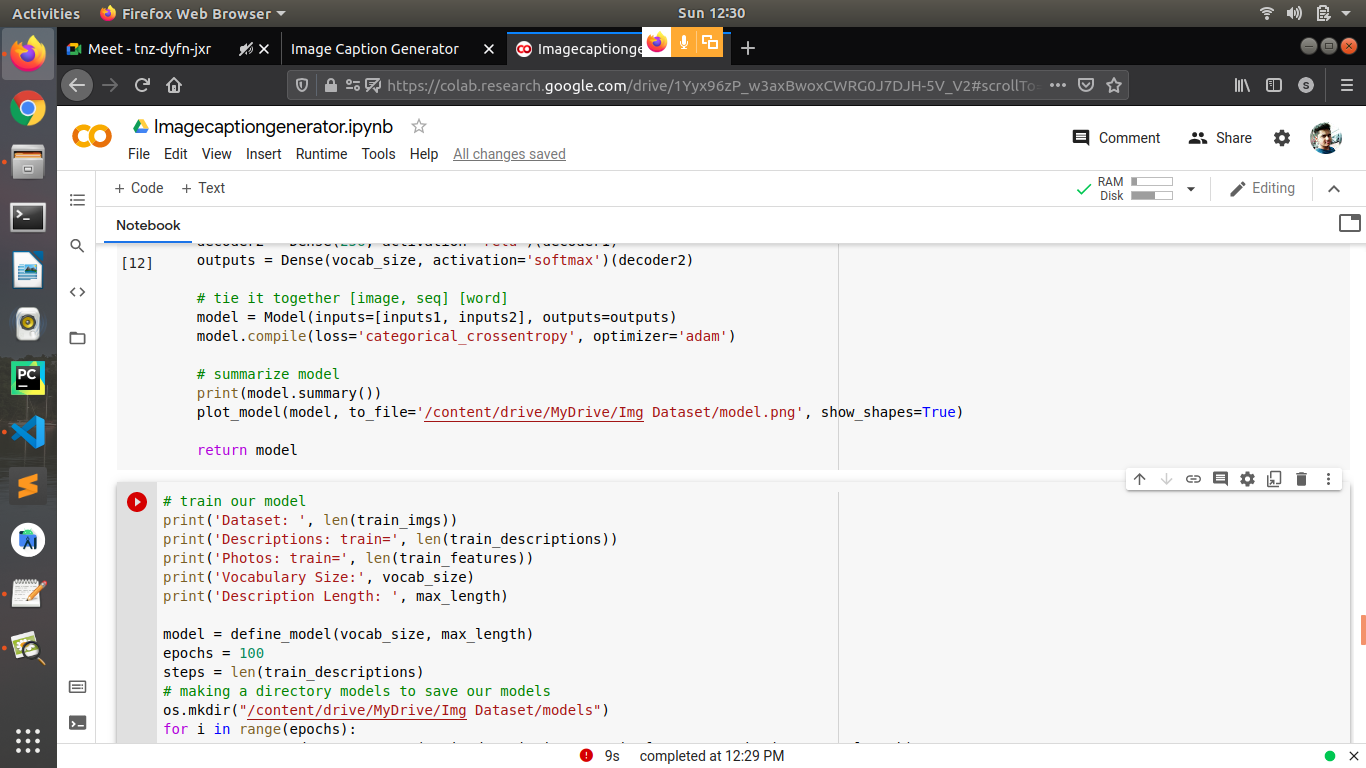 Activities Firefox Web Browser Sun 12:30
Meet - tnz-dyfn-jxr Image Caption Generator Imagecaptionge
https://colab.research.google.com/drive/1Yyx96zP_w3axBwoxCWRG0J7DJH-5V_V2#scrollTo
Imagecaptiongenerator.ipynb Comment Share
File Edit View Insert Runtime Tools Help All changes saved
+ Code + Text RAM Disk Editing
Notebook
[12]
outputs = Dense(vocab_size, activation='softmax')(decoder2)
# tie it together [image, seq] [word]
model = Model(inputs=[inputs1, inputs2], outputs=outputs)
model.compile(loss='categorical_crossentropy', optimizer='adam')
# summarize model
print(model.summary())
plot_model(model, to_file='/content/drive/MyDrive/Img Dataset/model.png', show_shapes=True)
return model
# train our model
print('Dataset: ', len(train_imgs))
print('Descriptions: train=', len(train_descriptions))
print('Photos: train=', len(train_features))
print('Vocabulary Size:', vocab_size)
print('Description Length: ', max_length)
model = define_model(vocab_size, max_length)
epochs = 100
steps = len(train_descriptions)
# making a directory models to save our models
os.mkdir("/content/drive/MyDrive/Img Dataset/models")
for i in range(epochs):
9s completed at 12:29 PM